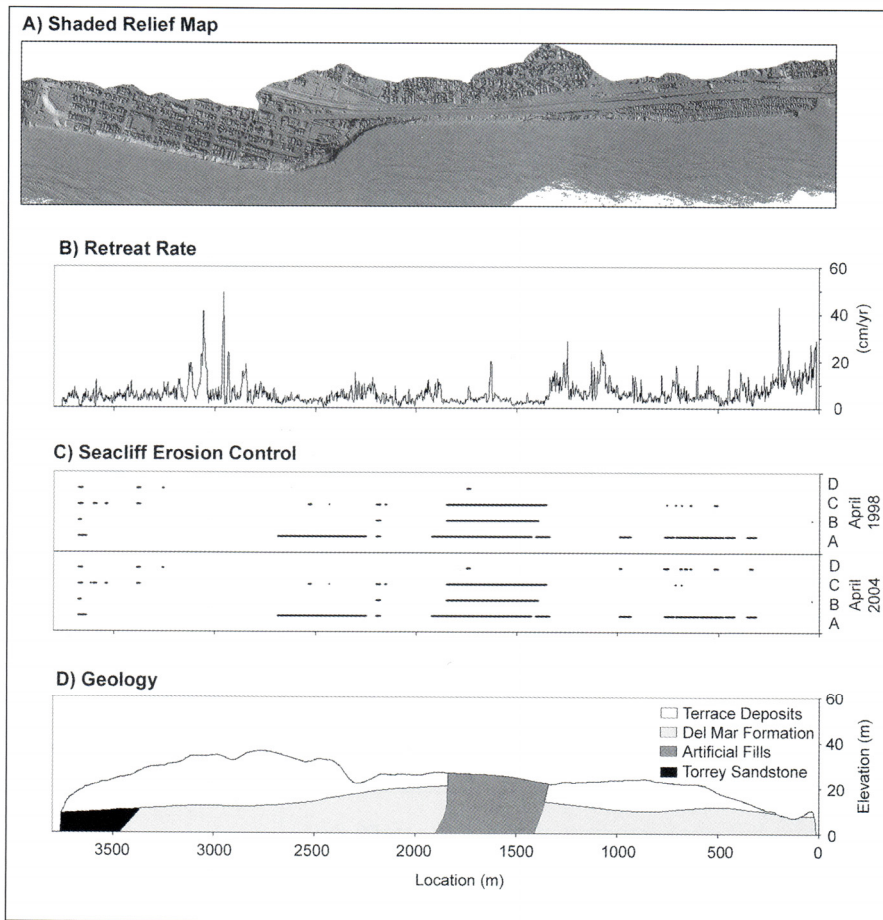 A) Shaded Relief Map
B) Retreat Rate
60
40
20
0
(cm/yr)
C) Seacliff Erosion Control
D
C
B
A
April
1998
D
C
B
A
April
2004
D) Geology
60
40
20
0
Elevation (m)
Terrace Deposits
Del Mar Formation
Artificial Fills
Torrey Sandstone
3500 3000 2500 2000 1500 1000 500 0
Location (m)